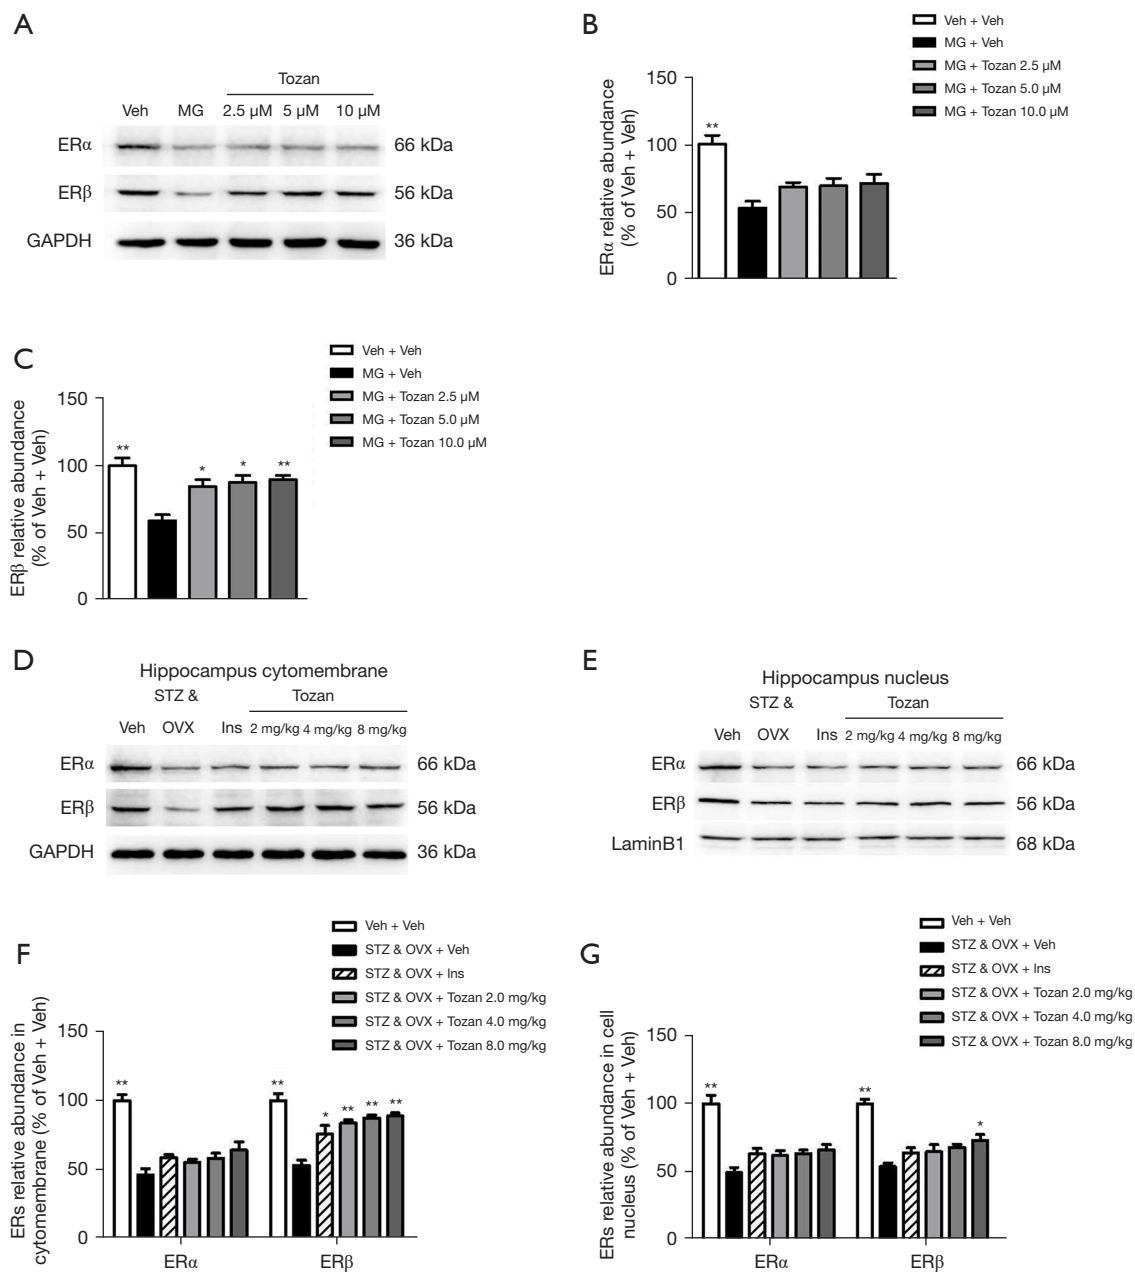 A
Tozan
Veh MG 2.5 µM 5 µM 10 µM
ERα 66 kDa
ERβ 56 kDa
GAPDH 36 kDa
B
Veh + Veh
MG + Veh
MG + Tozan 2.5 µM
MG + Tozan 5.0 µM
MG + Tozan 10.0 µM
ERα relative abundance
(% of Veh + Veh)
150
100
50
0
**
C
Veh + Veh
MG + Veh
MG + Tozan 2.5 µM
MG + Tozan 5.0 µM
MG + Tozan 10.0 µM
ERβ relative abundance
(% of Veh + Veh)
150
100
50
0
** * * **
D
Hippocampus cytomembrane
STZ & Tozan
Veh OVX Ins 2 mg/kg 4 mg/kg 8 mg/kg
ERα 66 kDa
ERβ 56 kDa
GAPDH 36 kDa
E
Hippocampus nucleus
STZ & Tozan
Veh OVX Ins 2 mg/kg 4 mg/kg 8 mg/kg
ERα 66 kDa
ERβ 56 kDa
LaminB1 68 kDa
F
Veh + Veh
STZ & OVX + Veh
STZ & OVX + Ins
STZ & OVX + Tozan 2.0 mg/kg
STZ & OVX + Tozan 4.0 mg/kg
STZ & OVX + Tozan 8.0 mg/kg
ERs relative abundance in
cytomembrane (% of Veh + Veh)
150
100
50
0
** ** * ** ** **
ERα ERβ
G
Veh + Veh
STZ & OVX + Veh
STZ & OVX + Ins
STZ & OVX + Tozan 2.0 mg/kg
STZ & OVX + Tozan 4.0 mg/kg
STZ & OVX + Tozan 8.0 mg/kg
ERs relative abundance in cell
nucleus (% of Veh + Veh)
150
100
50
0
** ** *
ERα ERβ